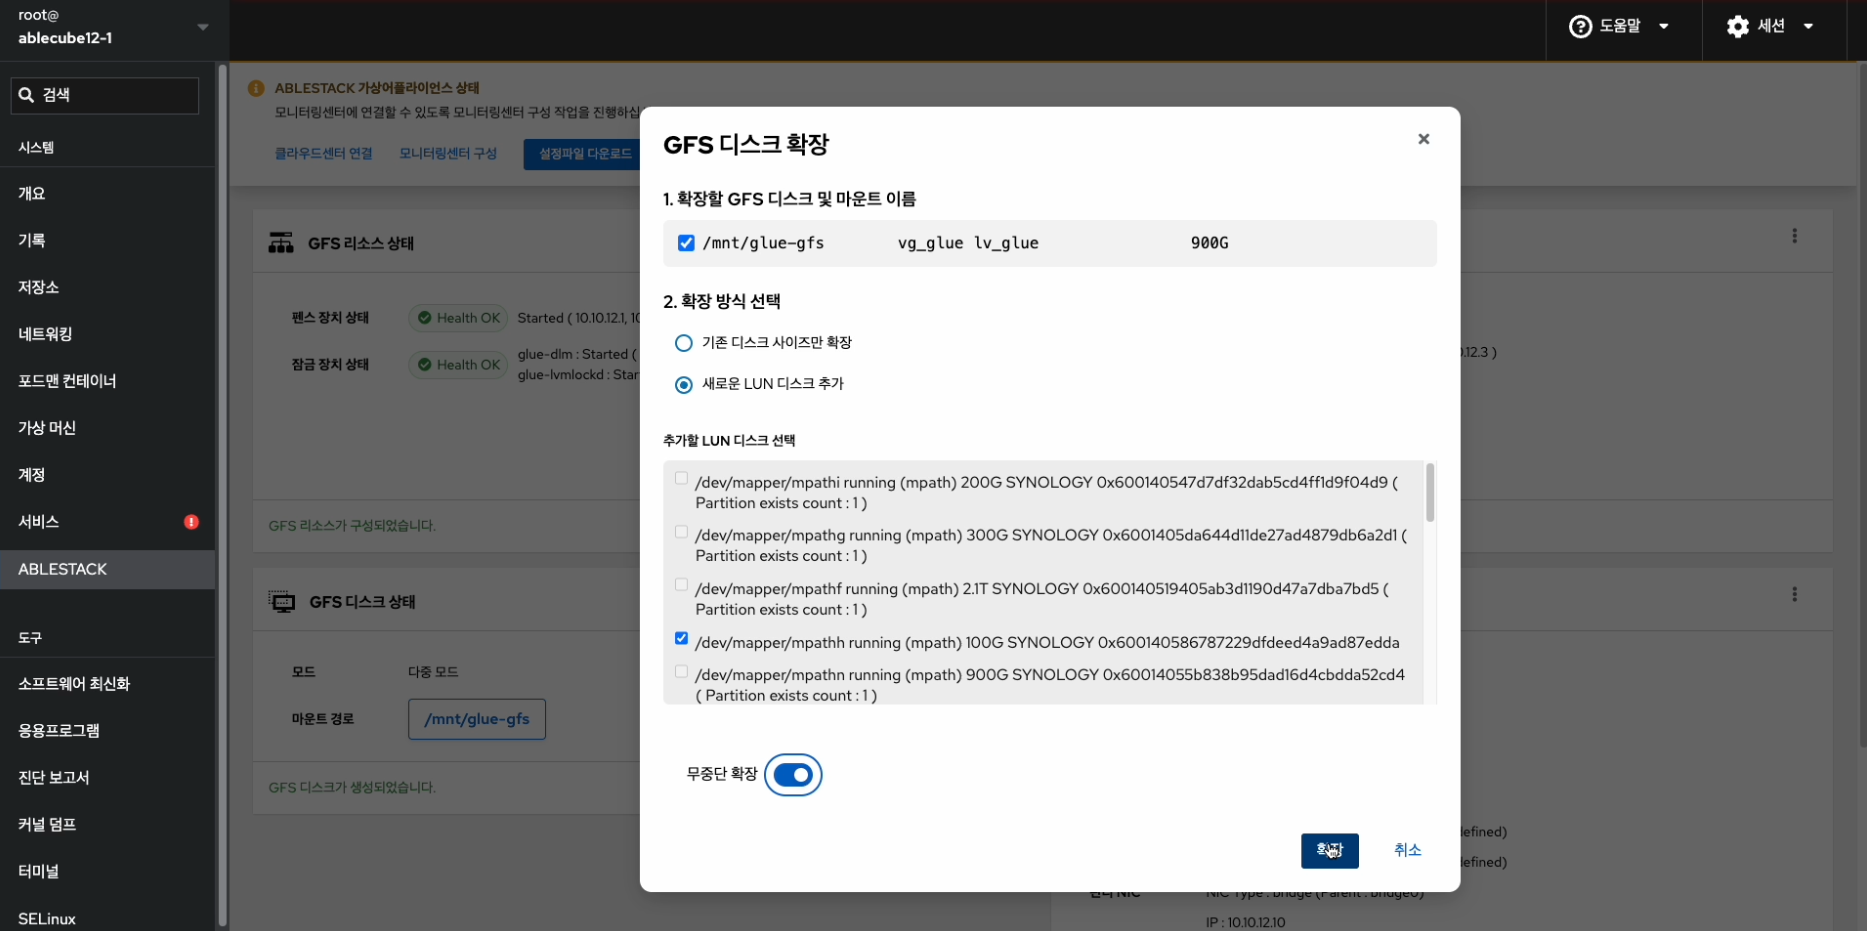 root@
ablecube12-1
도움말
세션
검색
시스템
개요
기록
저장소
네트워킹
포드맨 컨테이너
가상 머신
계정
서비스
ABLESTACK
도구
소프트웨어 최신화
응용프로그램
진단 보고서
커널 덤프
터미널
SELinux
ABLESTACK 가상어플라이언스 상태
모니터링센터에 연결할 수 있도록 모니터링센터 구성 작업을 진행하십
클라우드센터 연결
모니터링센터 구성
설정파일 다운로드
GFS 리소스 상태
펜스 장치 상태
Health OK
Started ( 10.10.12.1, 10
잠금 장치 상태
Health OK
glue-dlm : Started (
glue-lvmlockd : Star
.12.3 )
GFS 리소스가 구성되었습니다.
GFS 디스크 상태
모드
다중 모드
마운트 경로
/mnt/glue-gfs
GFS 디스크가 생성되었습니다.
GFS 디스크 확장
1. 확장할 GFS 디스크 및 마운트 이름
/mnt/glue-gfs vg_glue lv_glue 900G
2. 확장 방식 선택
기존 디스크 사이즈만 확장
새로운 LUN 디스크 추가
추가할 LUN 디스크 선택
/dev/mapper/mpathi running (mpath) 200G SYNOLOGY 0x600140547d7df32dab5cd4ff1d9f04d9 (
Partition exists count : 1 )
/dev/mapper/mpathg running (mpath) 300G SYNOLOGY 0x6001405da644d11de27ad4879db6a2d1 (
Partition exists count : 1 )
/dev/mapper/mpathf running (mpath) 2.1T SYNOLOGY 0x600140519405ab3d1190d47a7dba7bd5 (
Partition exists count : 1 )
/dev/mapper/mpathh running (mpath) 100G SYNOLOGY 0x600140586787229dfdeed4a9ad87edda
/dev/mapper/mpathn running (mpath) 900G SYNOLOGY 0x60014055b838b95dad16d4cbdda52cd4
( Partition exists count : 1 )
무중단 확장
확장
취소
efined)
efined)
NIC Type : bridge (Parent : bridge0)
IP : 10.10.12.10